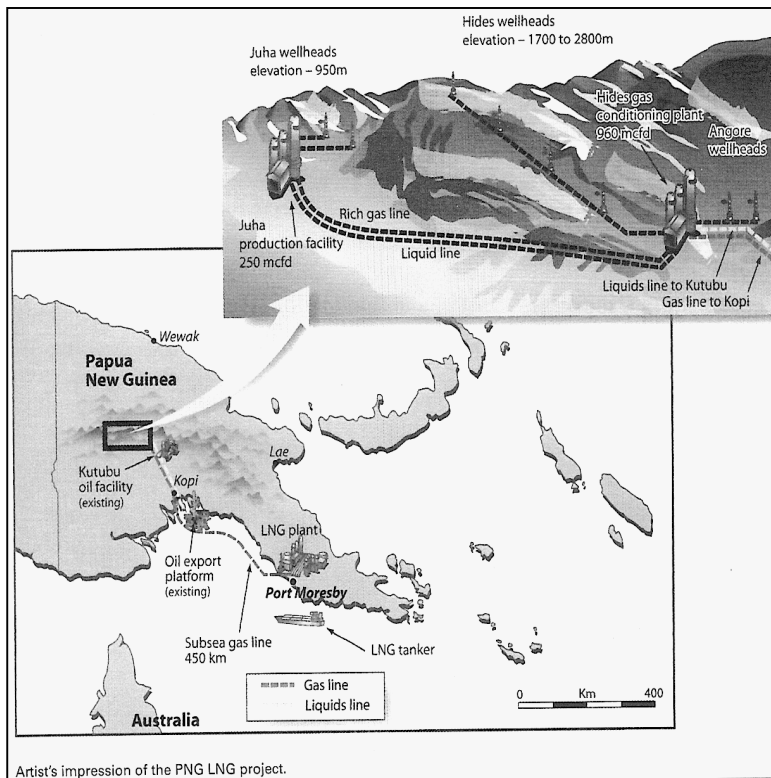 Juha wellheads
elevation – 950m
Hides wellheads
elevation – 1700 to 2800m
Hides gas
conditioning plant
960 mcfd
Angore
wellheads
Rich gas line
Juha
production facility
250 mcfd
Liquid line
Liquids line to Kutubu
Gas line to Kopi
Wewak
Papua
New Guinea
Kutubu
oil facility
(existing)
Kopi
Lae
LNG plant
Oil export
platform
(existing)
Port Moresby
Subsea gas line
450 km
LNG tanker
Gas line
Liquids line
0 Km 400
Australia
Artist's impression of the PNG LNG project.